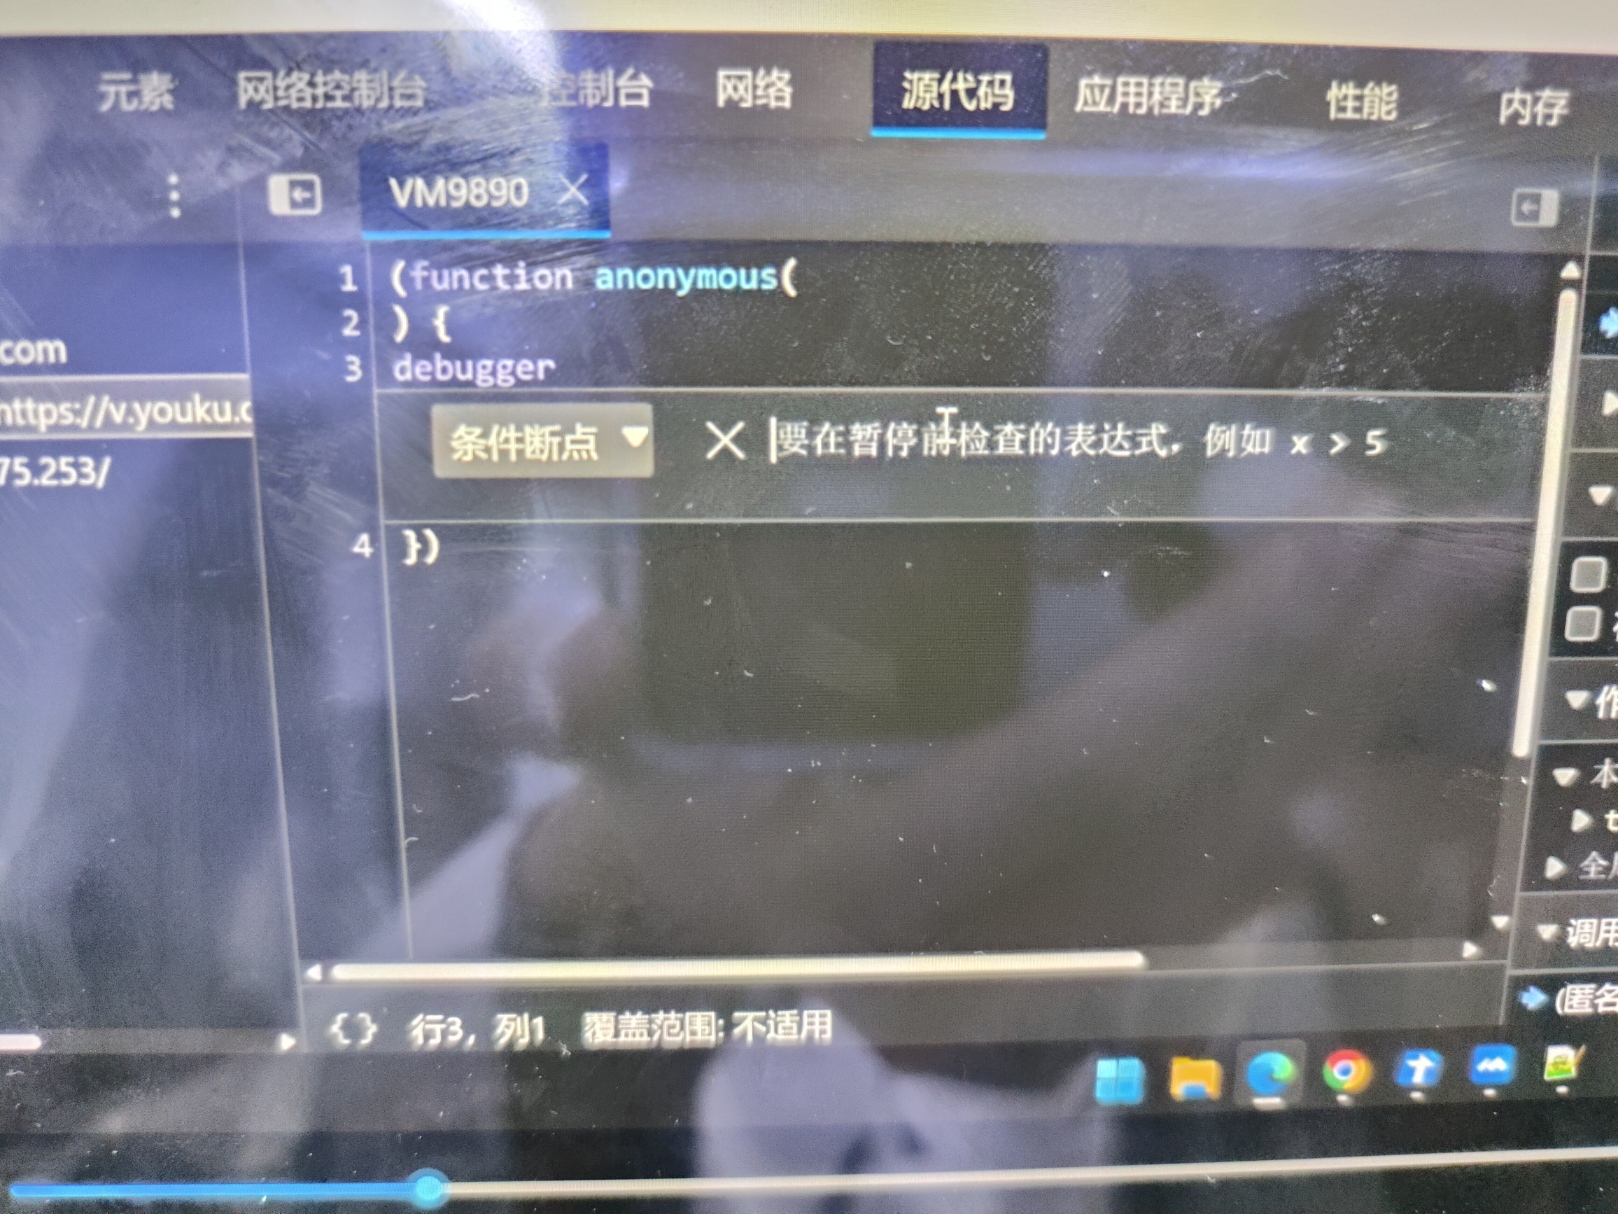 元素 网络控制台 控制台 网络 源代码 应用程序 性能 内存
VM9890
.com
https://v.youku.c
75.253/
1 (function anonymous(
2 ) {
3 debugger
条件断点 要在暂停前检查的表达式，例如 x > 5
4 })
作
本
t
全局
调用
(匿名
{} 行3，列1 覆盖范围: 不适用